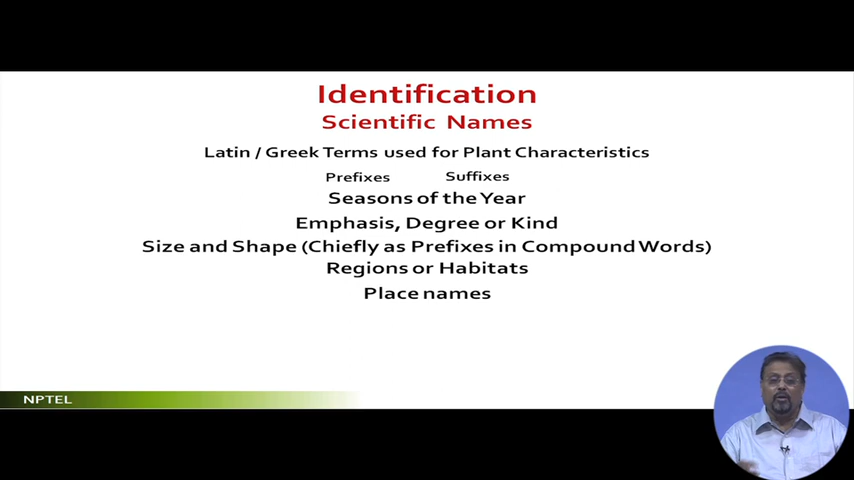 Identification
Scientific Names
Latin / Greek Terms used for Plant Characteristics
Prefixes Suffixes
Seasons of the Year
Emphasis, Degree or Kind
Size and Shape (Chiefly as Prefixes in Compound Words)
Regions or Habitats
Place names
NPTEL